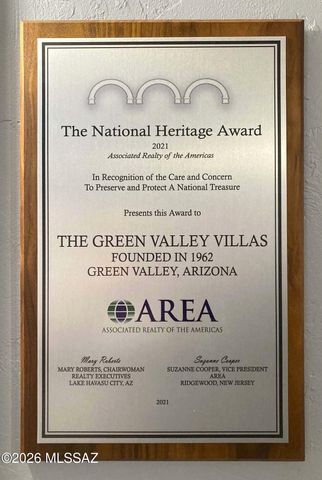 The National Heritage Award
2021
Associated Realty of the Americas
In Recognition of the Care and Concern
To Preserve and Protect A National Treasure
Presents this Award to
THE GREEN VALLEY VILLAS
FOUNDED IN 1962
GREEN VALLEY, ARIZONA
AREA
ASSOCIATED REALTY OF THE AMERICAS
Mary Roberts
MARY ROBERTS, CHAIRWOMAN
REALTY EXECUTIVES
LAKE HAVASU CITY, AZ
Suzanne Cooper
SUZANNE COOPER, VICE PRESIDENT
AREA
RIDGEWOOD, NEW JERSEY
2021
©2026 MLSSAZ